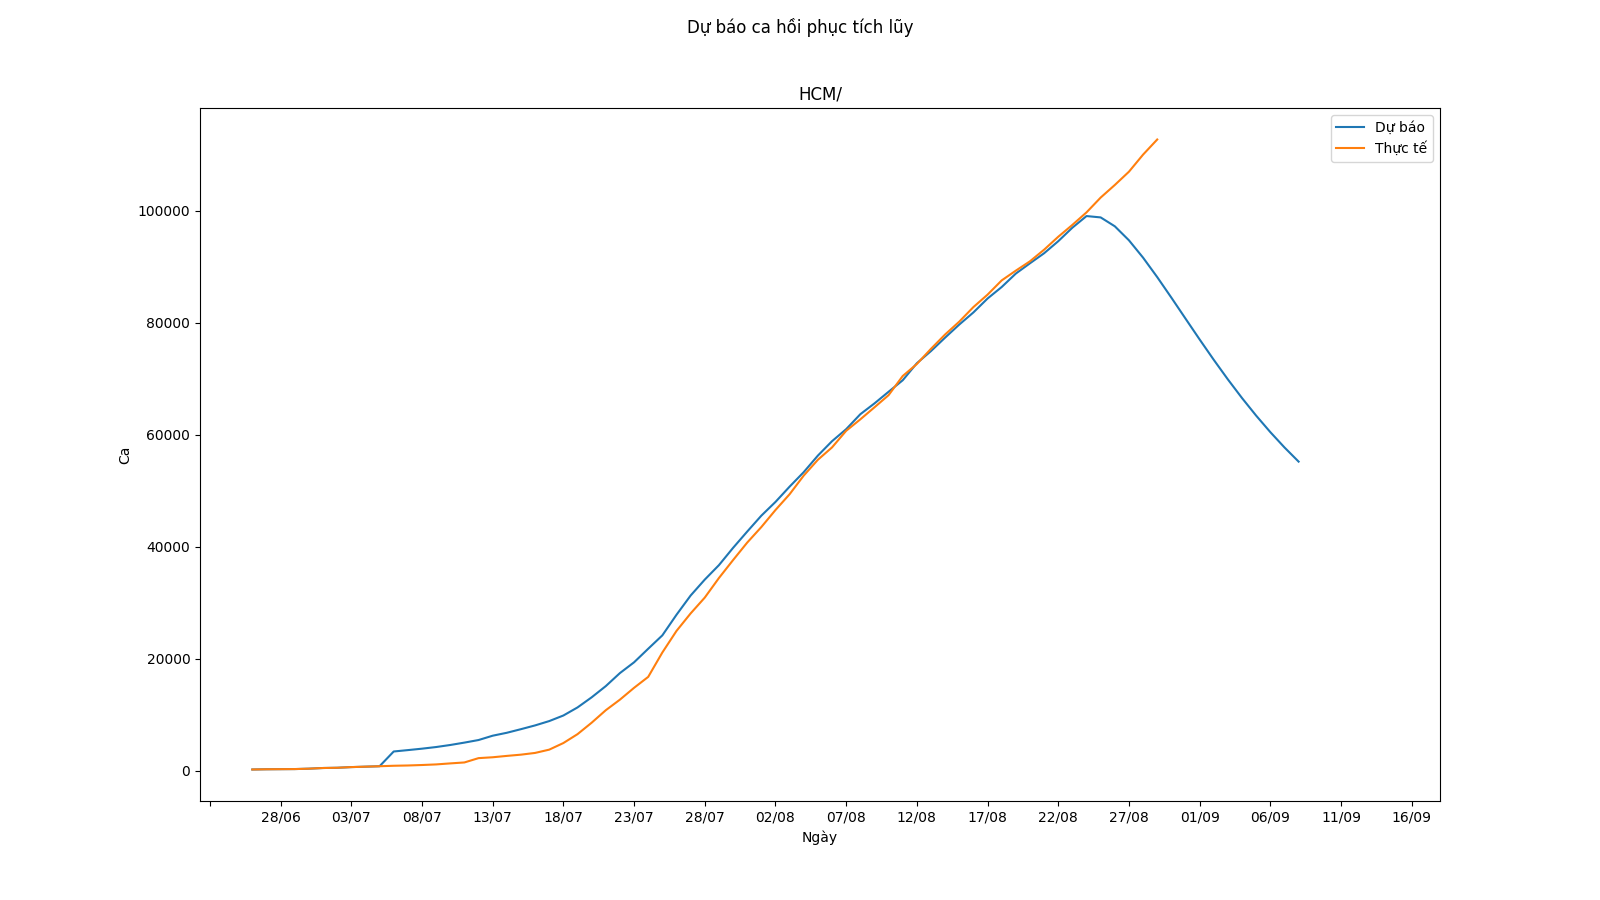 Dự báo ca hồi phục tích lũy
HCM/
Dự báo
Thực tế
100000
80000
60000
40000
20000
0
Ca
28/06 03/07 08/07 13/07 18/07 23/07 28/07 02/08 07/08 12/08 17/08 22/08 27/08 01/09 06/09 11/09 16/09
Ngày